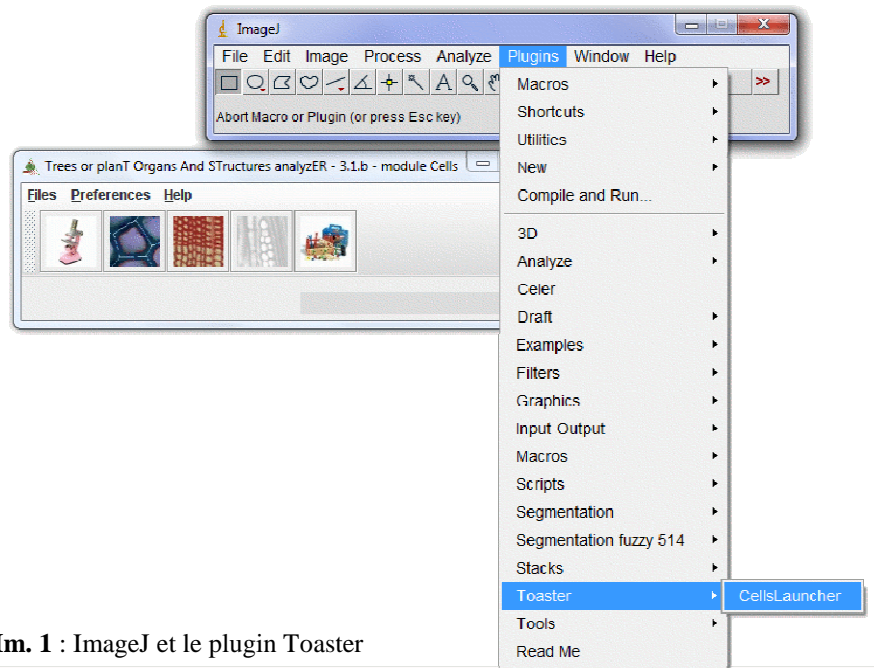 ImageJ
File Edit Image Process Analyze Plugins Window Help
A >>
Abort Macro or Plugin (or press Esc key)
Trees or planT Organs And STructures analyzER - 3.1.b - module Cells
Files Preferences Help
Macros
Shortcuts
Utilities
New
Compile and Run...
3D
Analyze
Celer
Draft
Examples
Filters
Graphics
Input Output
Macros
Scripts
Segmentation
Segmentation fuzzy 514
Stacks
Toaster
CellsLauncher
Tools
Read Me
Im. 1 : ImageJ et le plugin Toaster